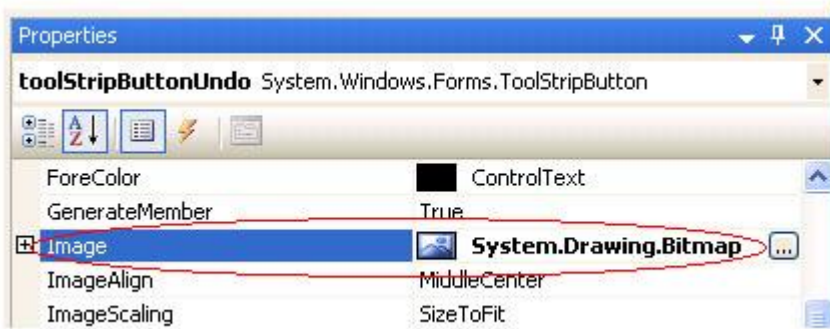 Properties
toolStripButtonUndo System.Windows.Forms.ToolStripButton
A
Z
ForeColor ControlText
GenerateMember True
Image System.Drawing.Bitmap ...
ImageAlign MiddleCenter
ImageScaling SizeToFit